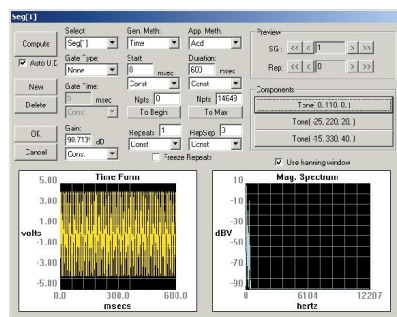 Seg[1]
Compute
Auto U.D
New
Delete
OK
Cancel
Select:
Seg[*]
Gate Type:
None
Gate Time:
0 msec
Cons:
Gain:
dD
Const
Gen. Meth:
Time
Start
0 msec
Const
Npts 0
To Begin
Repeats 1
Const
Freeze Repeats
App. Meth:
Acd
Duration:
600 msec
Const
Npts 14648
To Max
RepSep 0
Const
Preview
SG: << < 1 > >>
Rep: << < 0 > >>
Components
Tone( 0, 110, 0, )
Tone( -25, 220, 20, )
Tone( -15, 330, 40, )
Use hanning window
Time Form
5.00
3.00
1.00
volts
-1.00
-3.00
-5.00
0.0 300.0 600.0
msecs
Mag. Spectrum
10
-10
-30
dBV
-50
-70
-90
0 6104 12207
hertz